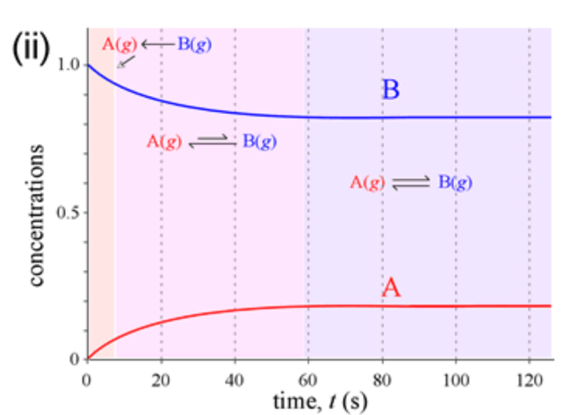 (ii)
A(g) ← B(g)
1.0
B
A(g) ⇌ B(g)
A(g) ⇌ B(g)
0.5
concentrations
A
0
0 20 40 60 80 100 120
time, t (s)